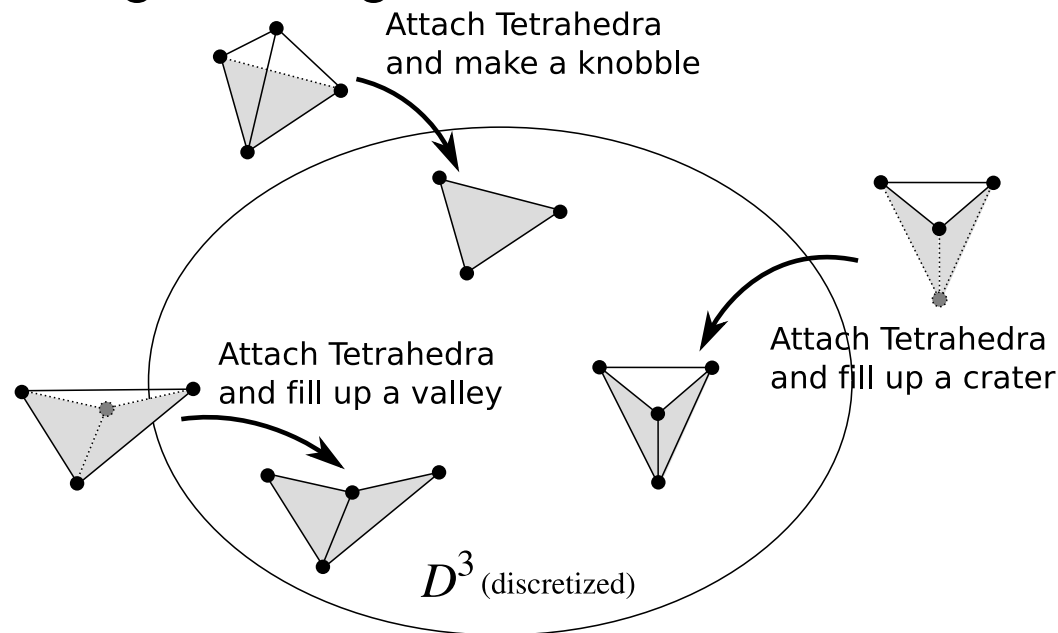 Attach Tetrahedra
and make a knobble
Attach Tetrahedra
and fill up a crater
Attach Tetrahedra
and fill up a valley
D³ (discretized)